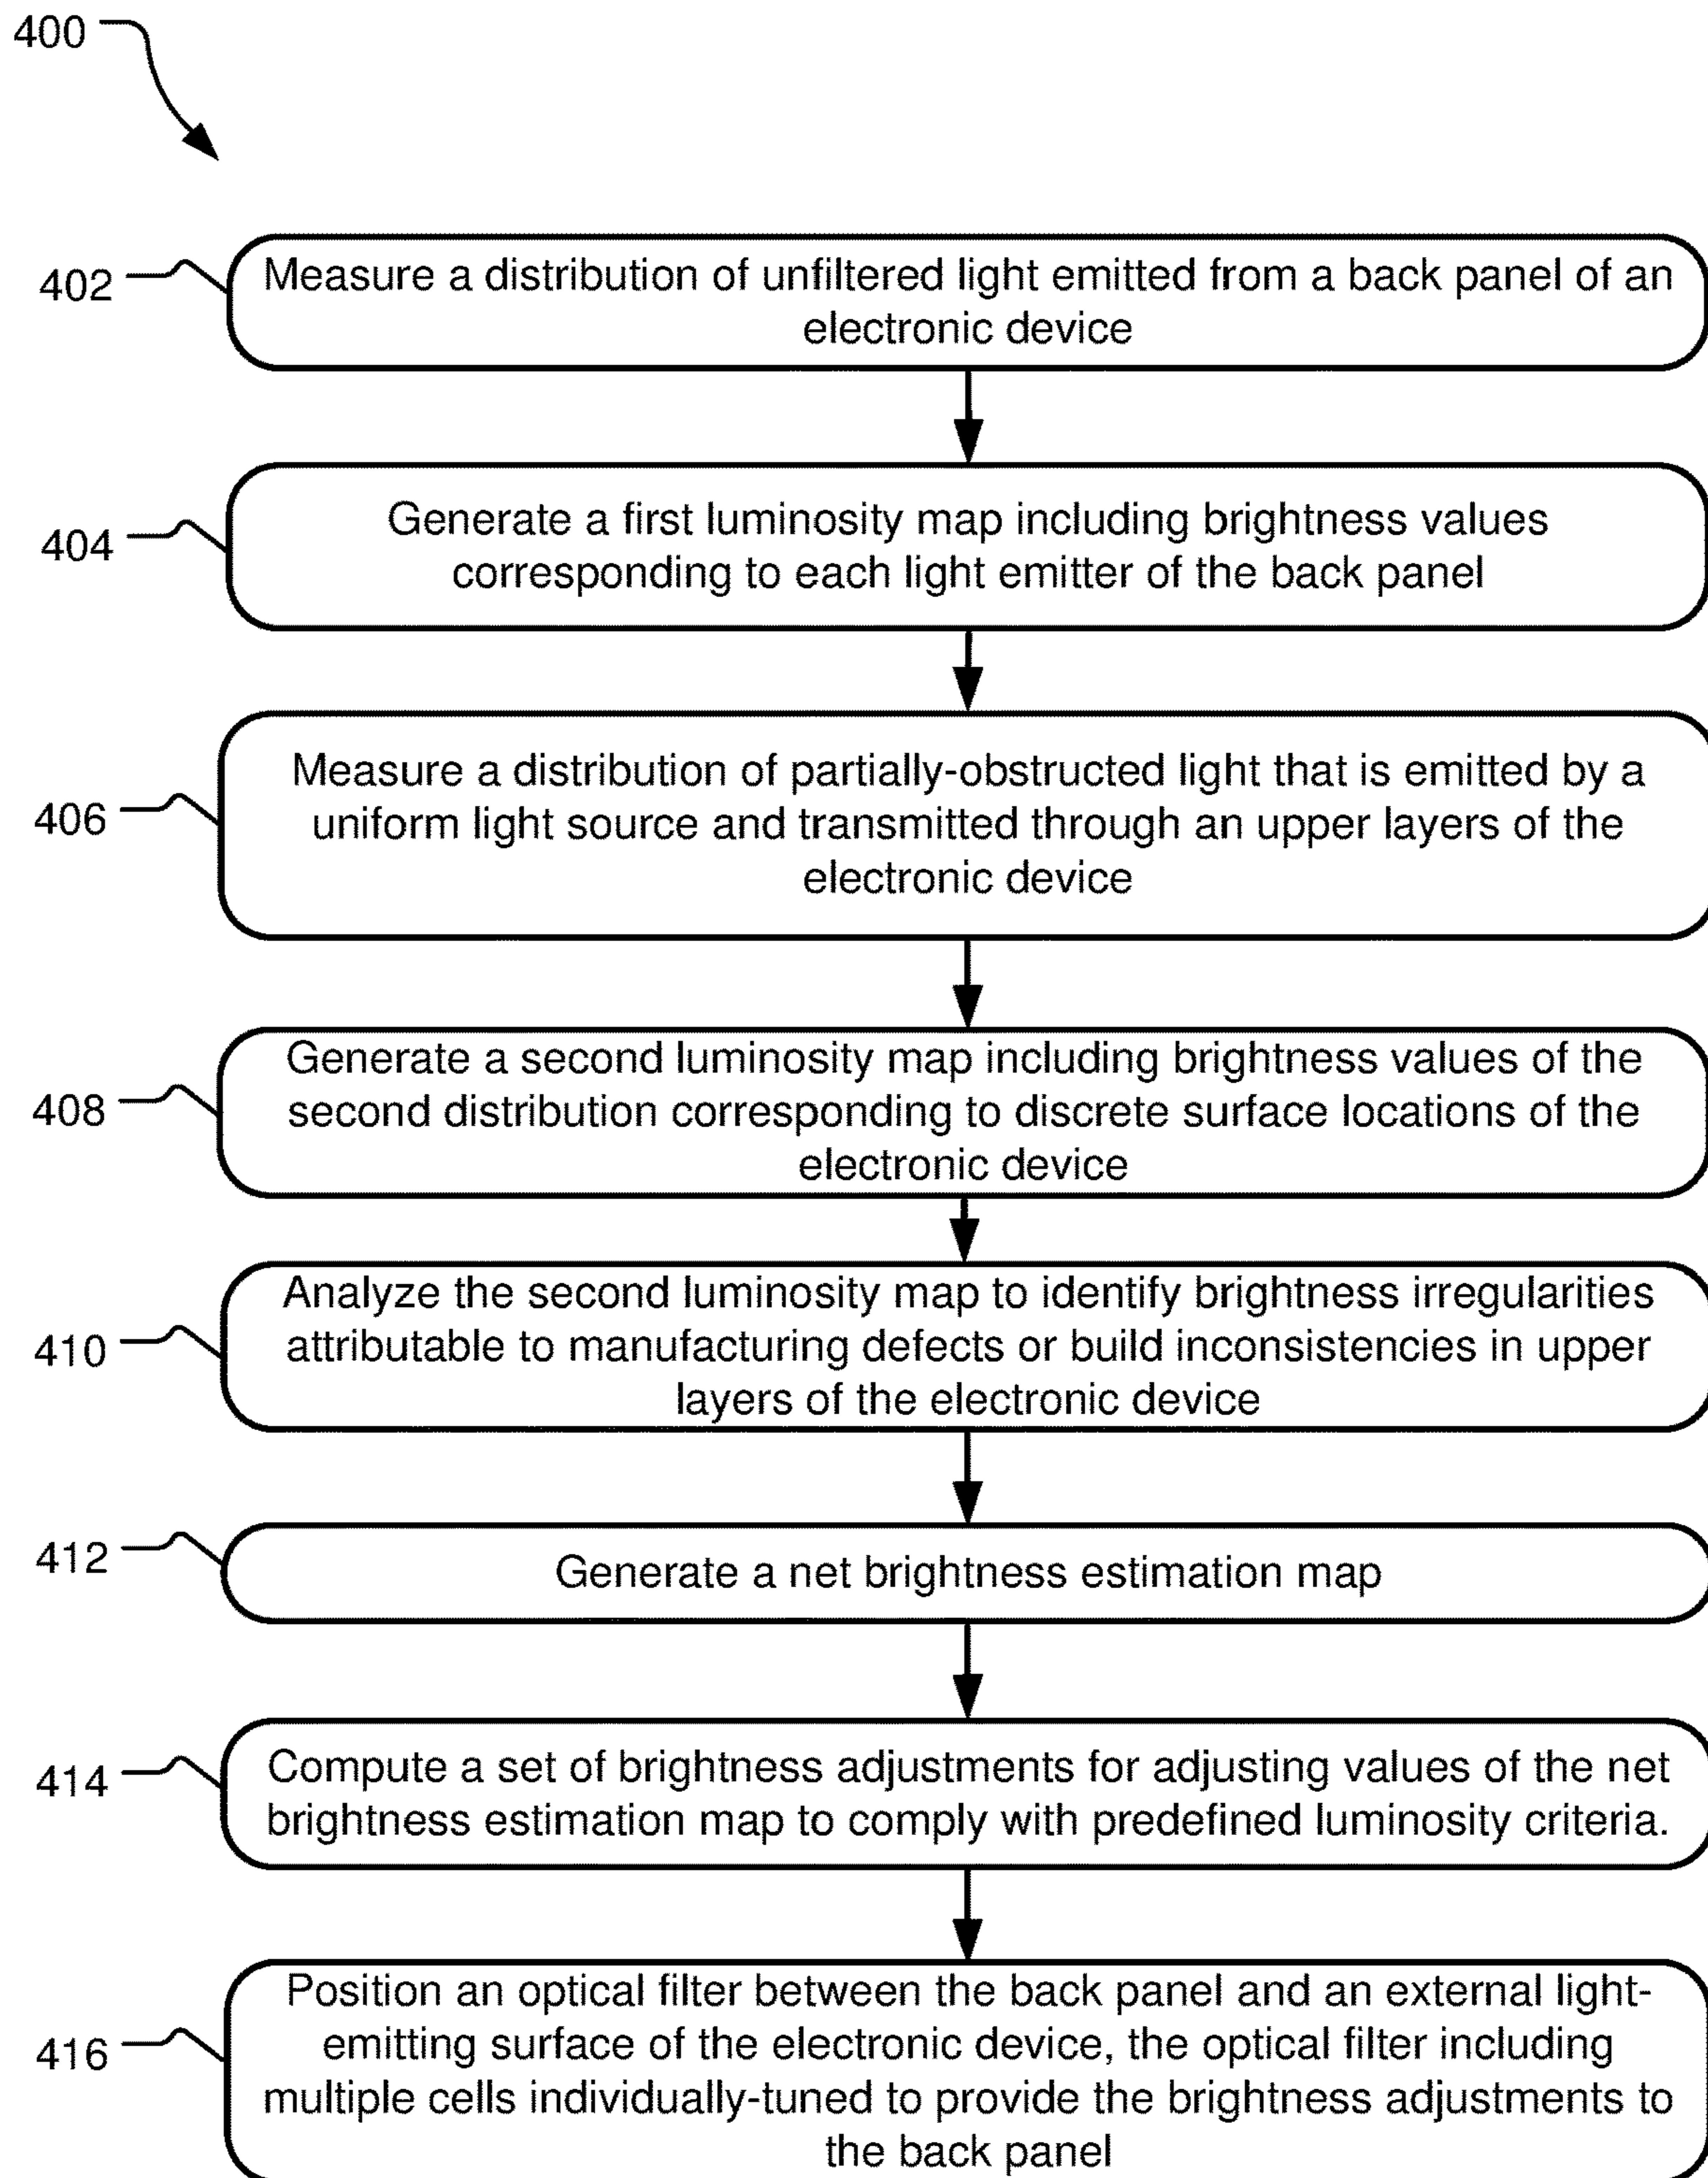 400
402
Measure a distribution of unfiltered light emitted from a back panel of an
electronic device
404
Generate a first luminosity map including brightness values
corresponding to each light emitter of the back panel
406
Measure a distribution of partially-obstructed light that is emitted by a
uniform light source and transmitted through an upper layers of the
electronic device
408
Generate a second luminosity map including brightness values of the
second distribution corresponding to discrete surface locations of the
electronic device
410
Analyze the second luminosity map to identify brightness irregularities
attributable to manufacturing defects or build inconsistencies in upper
layers of the electronic device
412
Generate a net brightness estimation map
414
Compute a set of brightness adjustments for adjusting values of the net
brightness estimation map to comply with predefined luminosity criteria.
416
Position an optical filter between the back panel and an external light-
emitting surface of the electronic device, the optical filter including
multiple cells individually-tuned to provide the brightness adjustments to
the back panel